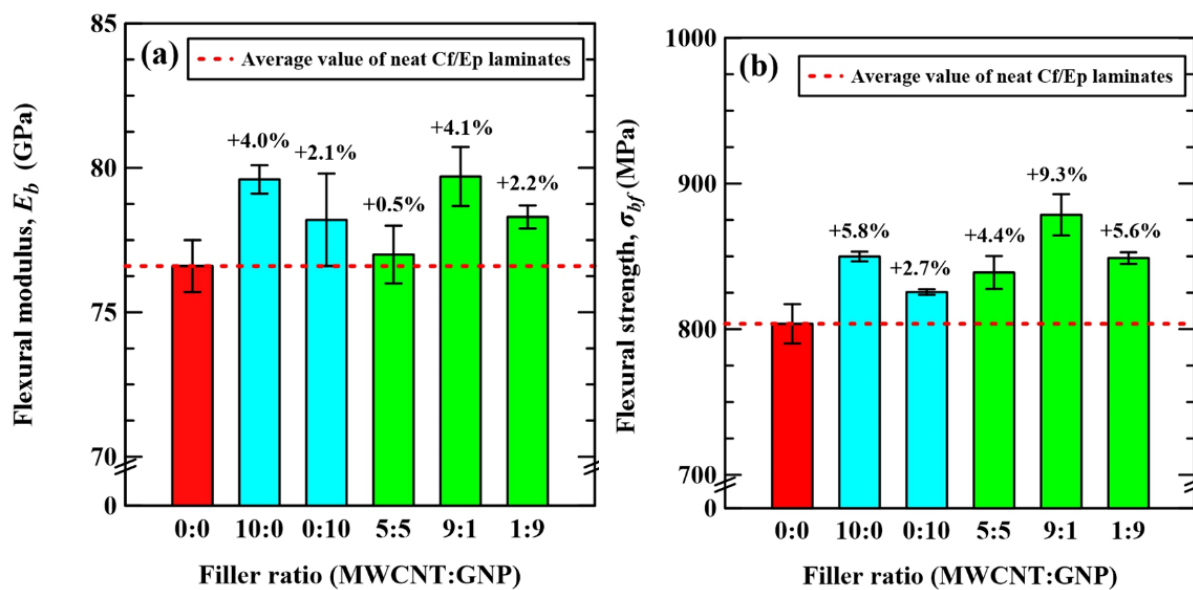 85
(a)
Average value of neat Cf/Ep laminates
80
75
70
0
Flexural modulus, E_b (GPa)
+4.0%
+2.1%
+0.5%
+4.1%
+2.2%
0:0 10:0 0:10 5:5 9:1 1:9
Filler ratio (MWCNT:GNP)
1000
(b)
Average value of neat Cf/Ep laminates
900
800
700
0
Flexural strength, σ_bf (MPa)
+5.8%
+2.7%
+4.4%
+9.3%
+5.6%
0:0 10:0 0:10 5:5 9:1 1:9
Filler ratio (MWCNT:GNP)